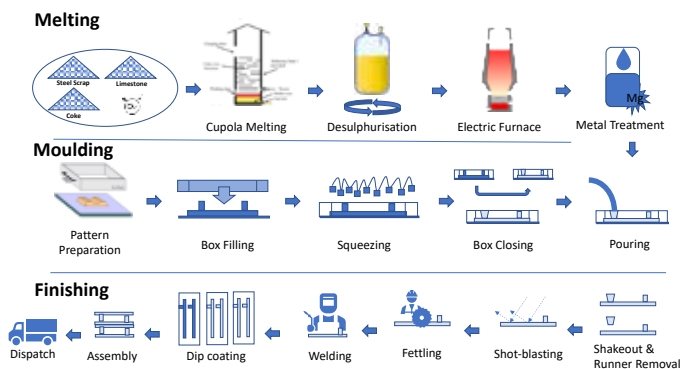 Melting
Steel Scrap
Limestone
Coke
Cupola Melting
Desulphurisation
Electric Furnace
Mg
Metal Treatment
Moulding
Pattern
Preparation
Box Filling
Squeezing
Box Closing
Pouring
Finishing
Dispatch
Assembly
Dip coating
Welding
Fettling
Shot-blasting
Shakeout &
Runner Removal